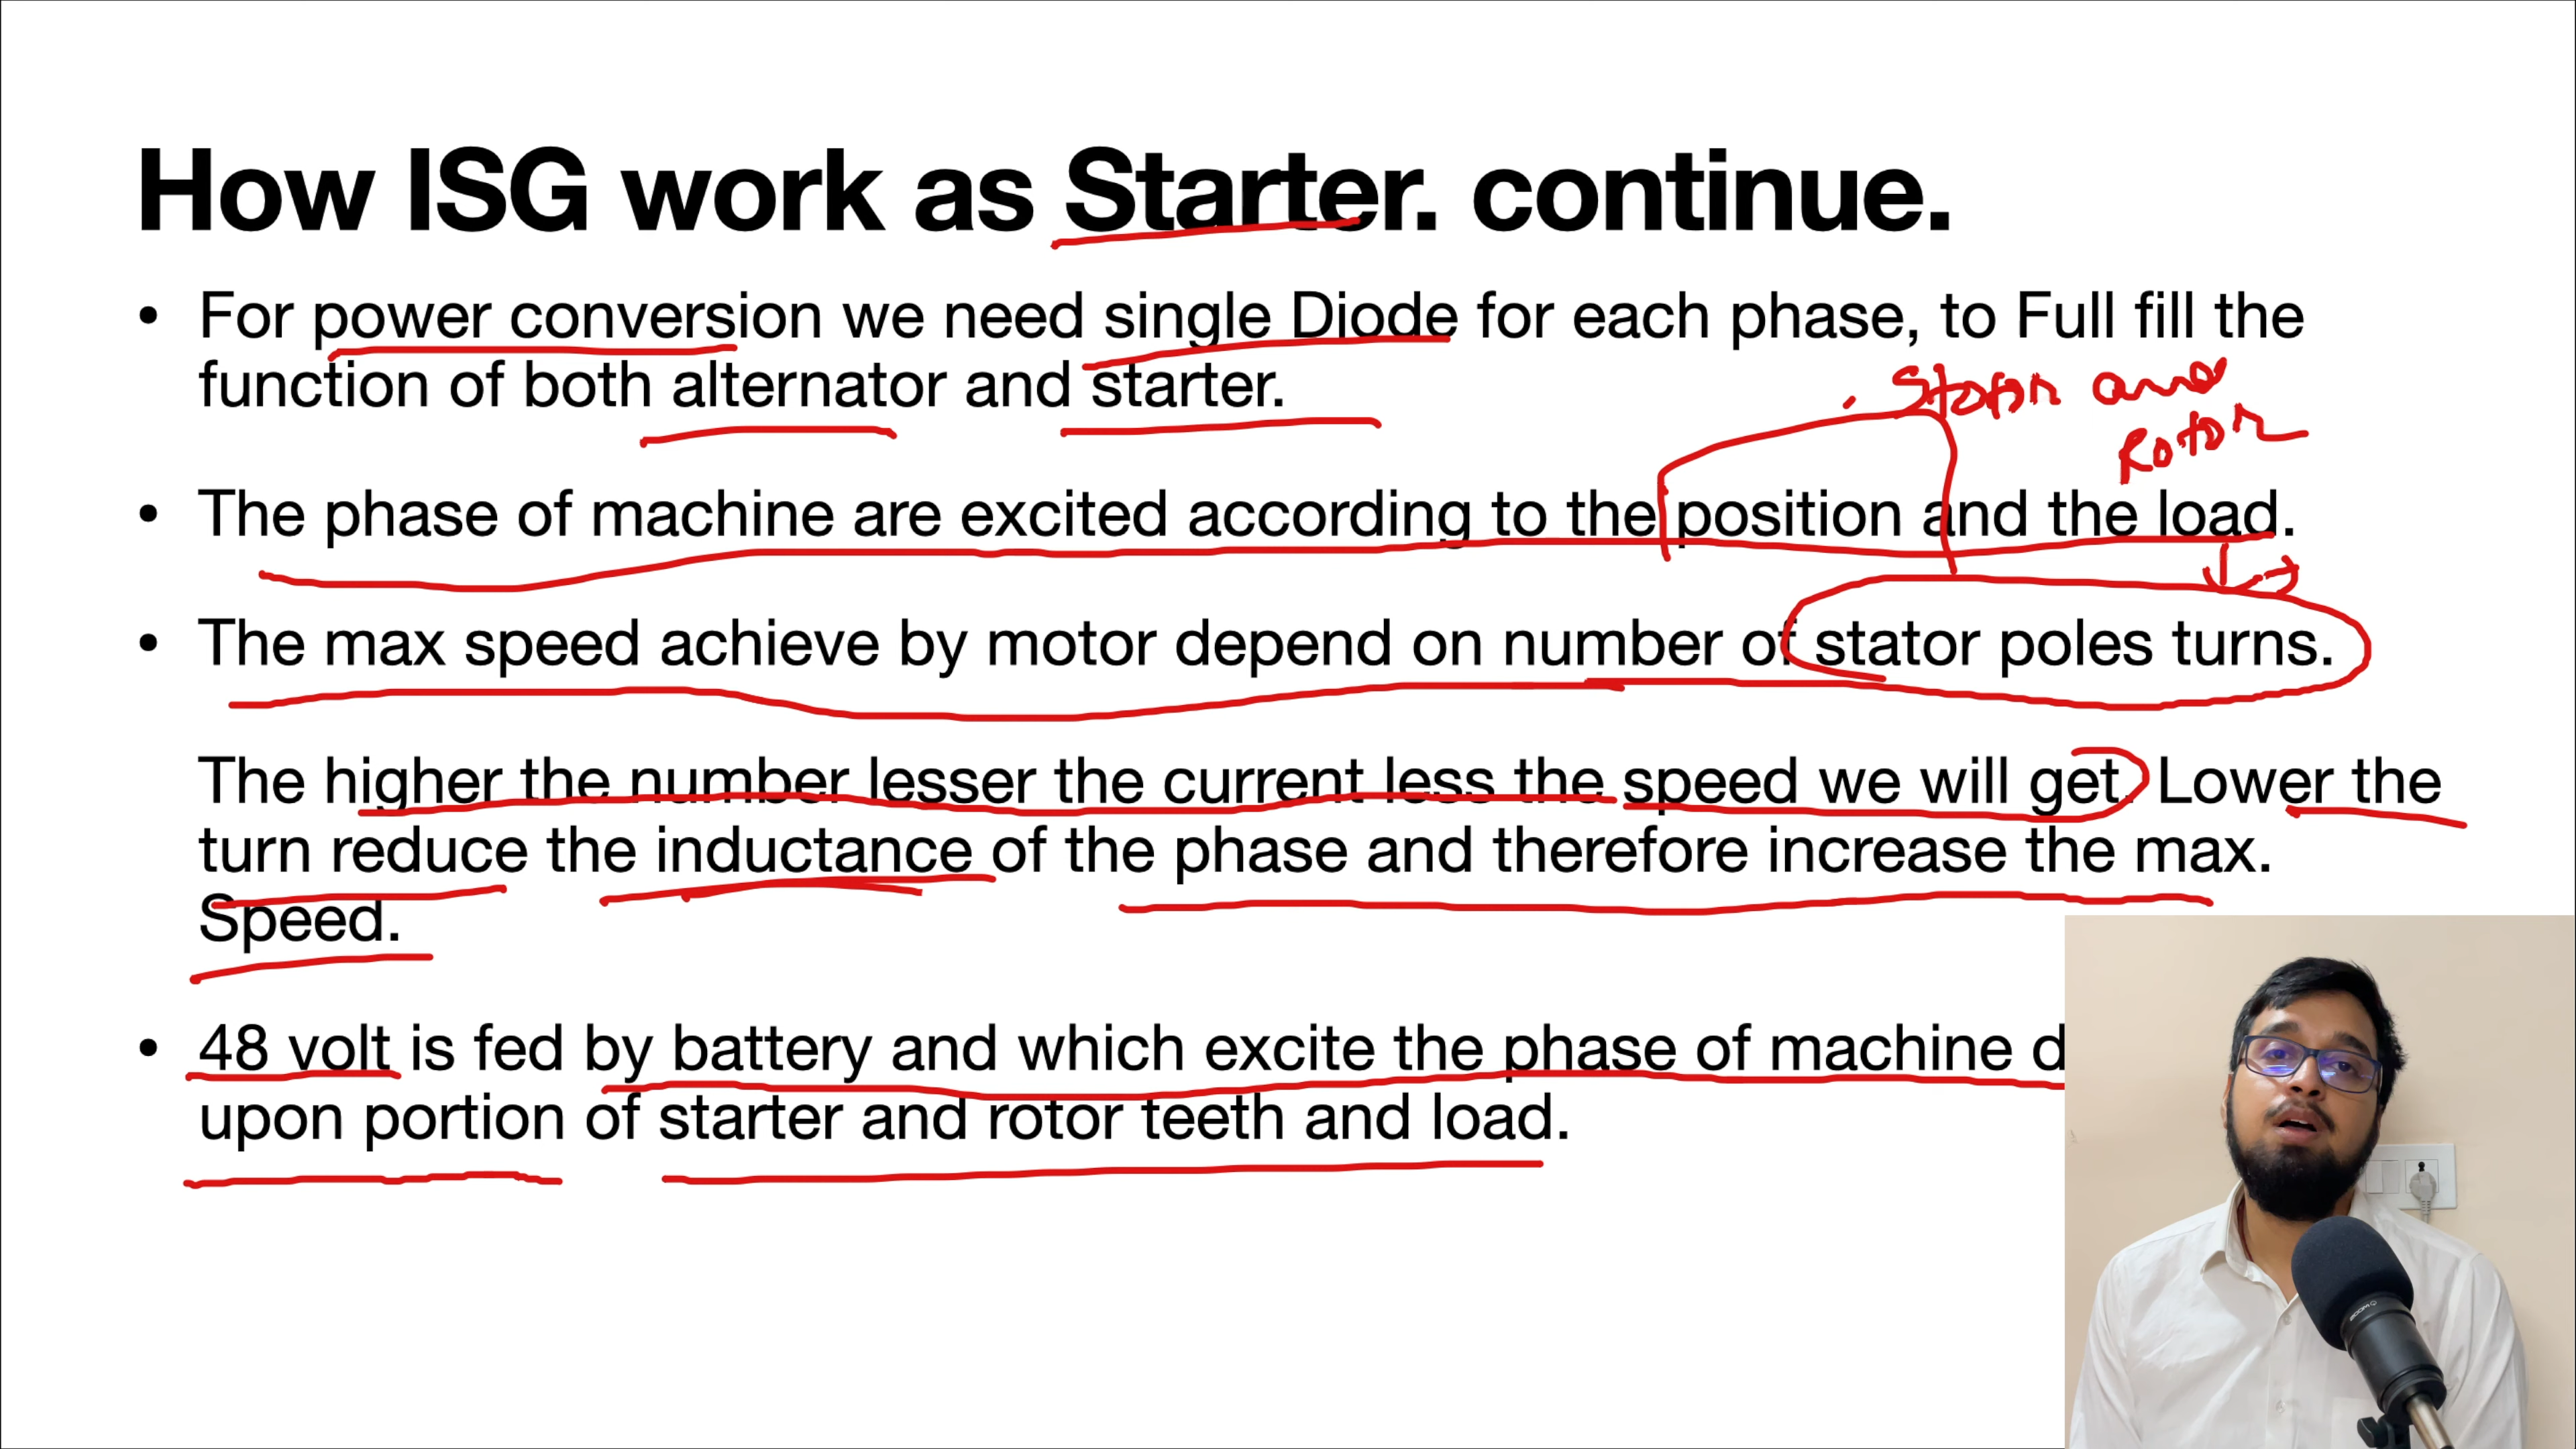 How ISG work as Starter. continue.
• For power conversion we need single Diode for each phase, to Full fill the
function of both alternator and starter.
and
Rotor
• The phase of machine are excited according to the position and the load.
• The max speed achieve by motor depend on number of stator poles turns.
The higher the number lesser the current less the speed we will get. Lower the
turn reduce the inductance of the phase and therefore increase the max.
Speed.
• 48 volt is fed by battery and which excite the phase of machine
upon portion of starter and rotor teeth and load.